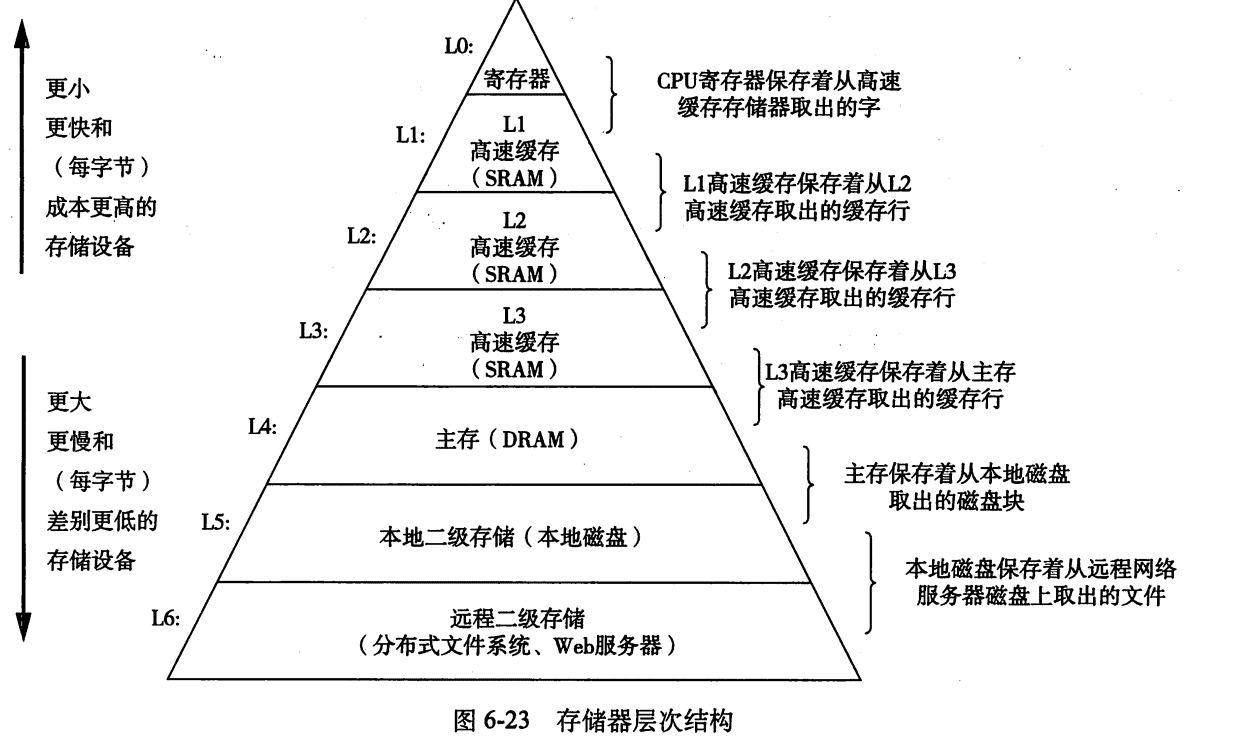 L0:
寄存器
CPU寄存器保存着从高速
缓存存储器取出的字
更小
更快和
（每字节）
成本更高的
存储设备
L1:
L1
高速缓存
（SRAM）
L1高速缓存保存着从L2
高速缓存取出的缓存行
L2:
L2
高速缓存
（SRAM）
L2高速缓存保存着从L3
高速缓存取出的缓存行
L3:
L3
高速缓存
（SRAM）
L3高速缓存保存着从主存
高速缓存取出的缓存行
更大
更慢和
（每字节）
差别更低的
存储设备
L4:
主存（DRAM）
主存保存着从本地磁盘
取出的磁盘块
L5:
本地二级存储（本地磁盘）
本地磁盘保存着从远程网络
服务器磁盘上取出的文件
L6:
远程二级存储
（分布式文件系统、Web服务器）
图 6-23 存储器层次结构